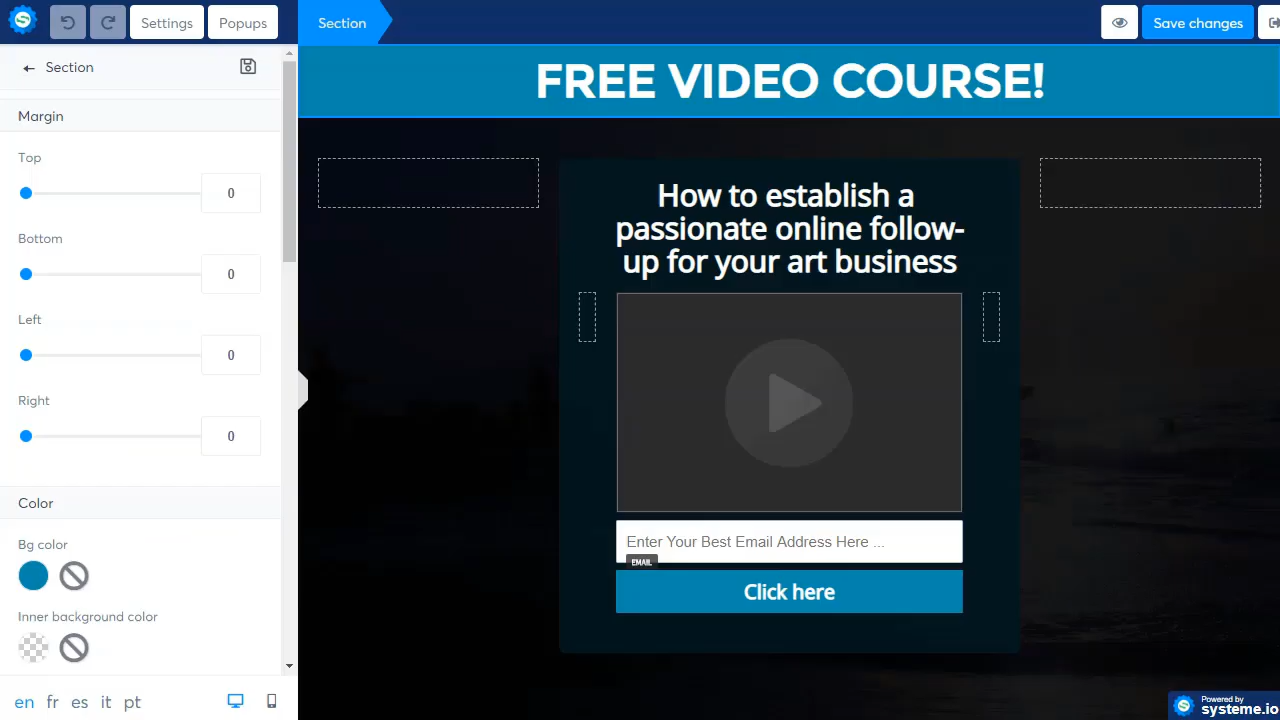 Settings
Popups
Section
Save changes
Section
Margin
Top
0
Bottom
0
Left
0
Right
0
Color
Bg color
Inner background color
en fr es it pt
FREE VIDEO COURSE!
How to establish a
passionate online follow-
up for your art business
Enter Your Best Email Address Here ...
EMAIL
Click here
Powered by
systeme.io